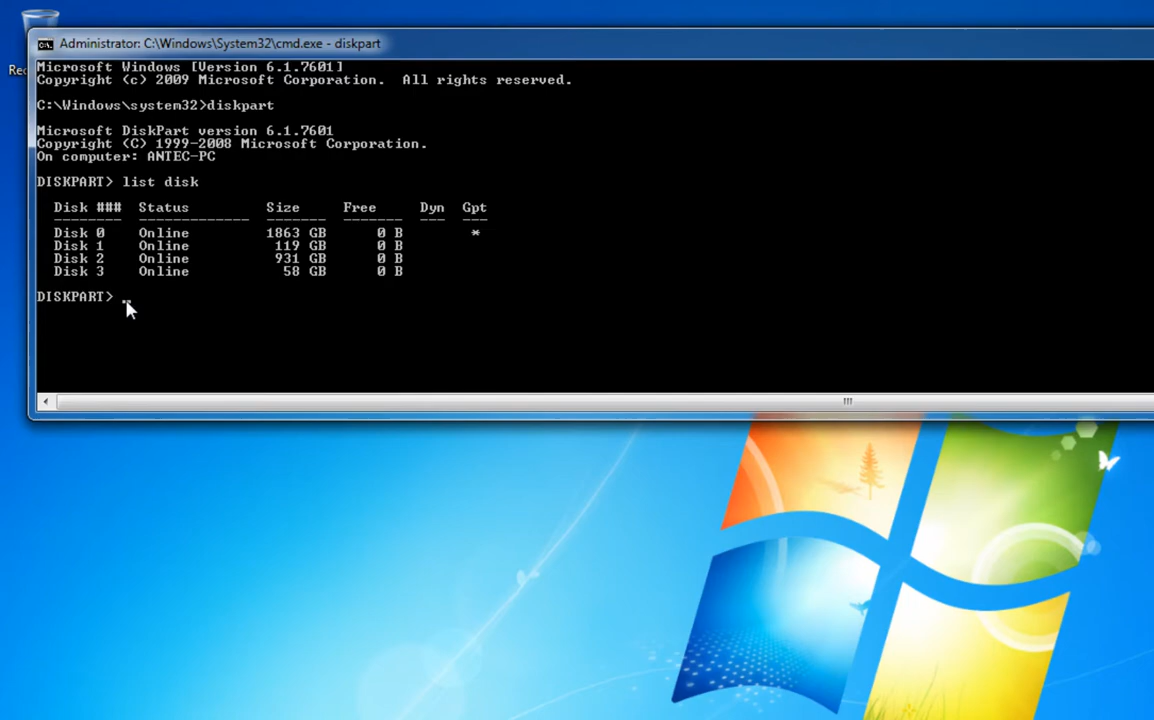 Administrator: C:\Windows\System32\cmd.exe - diskpart
Rec
Microsoft Windows [Version 6.1.7601]
Copyright (c) 2009 Microsoft Corporation.  All rights reserved.
C:\Windows\system32>diskpart
Microsoft DiskPart version 6.1.7601
Copyright (C) 1999-2008 Microsoft Corporation.
On computer: ANTEC-PC
DISKPART> list disk
Disk ###  Status         Size     Free     Dyn  Gpt
--------  -------------  -------  -------  ---  ---
Disk 0    Online         1863 GB      0 B        *
Disk 1    Online          119 GB      0 B
Disk 2    Online          931 GB      0 B
Disk 3    Online           58 GB      0 B
DISKPART> _